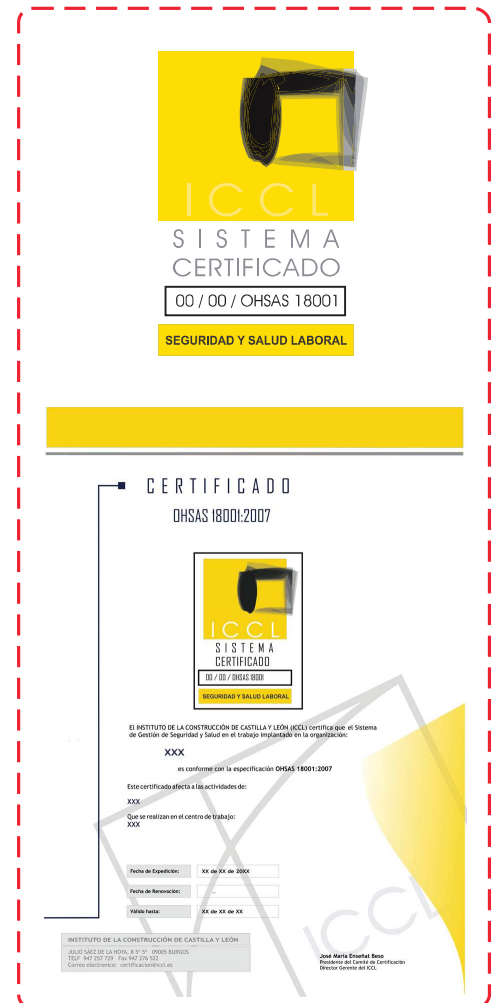 ICCL
SISTEMA
CERTIFICADO
00 / 00 / OHSAS 18001
SEGURIDAD Y SALUD LABORAL
CERTIFICADO
OHSAS 18001:2007
ICCL
SISTEMA
CERTIFICADO
00 / 00 / OHSAS 18001
SEGURIDAD Y SALUD LABORAL
El INSTITUTO DE LA CONSTRUCCIÓN DE CASTILLA Y LEÓN (ICCL) certifica que el Sistema
de Gestión de Seguridad y Salud en el trabajo implantado en la organización:
XXX
es conforme con la especificación OHSAS 18001:2007
Este certificado afecta a las actividades de:
XXX
Que se realizan en el centro de trabajo:
XXX
Fecha de Expedición: XX de XX de 20XX
Fecha de Renovación: ..
Válido hasta: XX de XX de XX
ICCL
INSTITUTO DE LA CONSTRUCCIÓN DE CASTILLA Y LEÓN
JULIO SÁEZ DE LA HOYA, 8 5º 5ª 09005 BURGOS
TELF 947 257 729 Fax 947 276 522
Correo electrónico: certificacion@iccl.es
José María Enseñat Beso
Presidente del Comité de Certificación
Director Gerente del ICCL